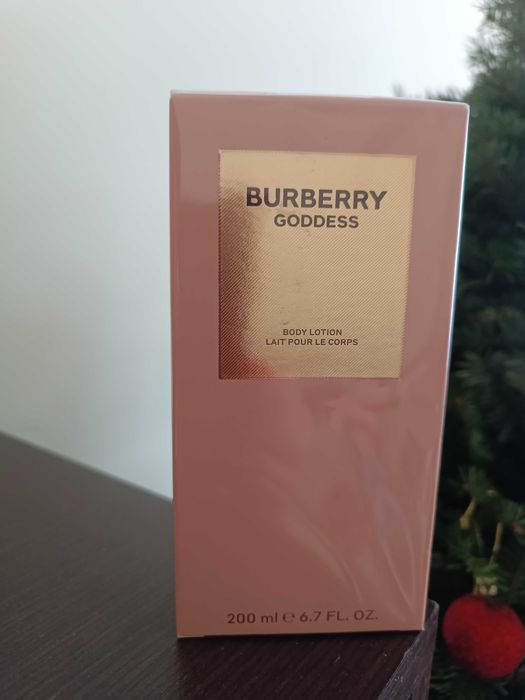 BURBERRY
GODDESS
BODY LOTION
LAIT POUR LE CORPS
200 ml ℮ 6.7 FL. OZ.